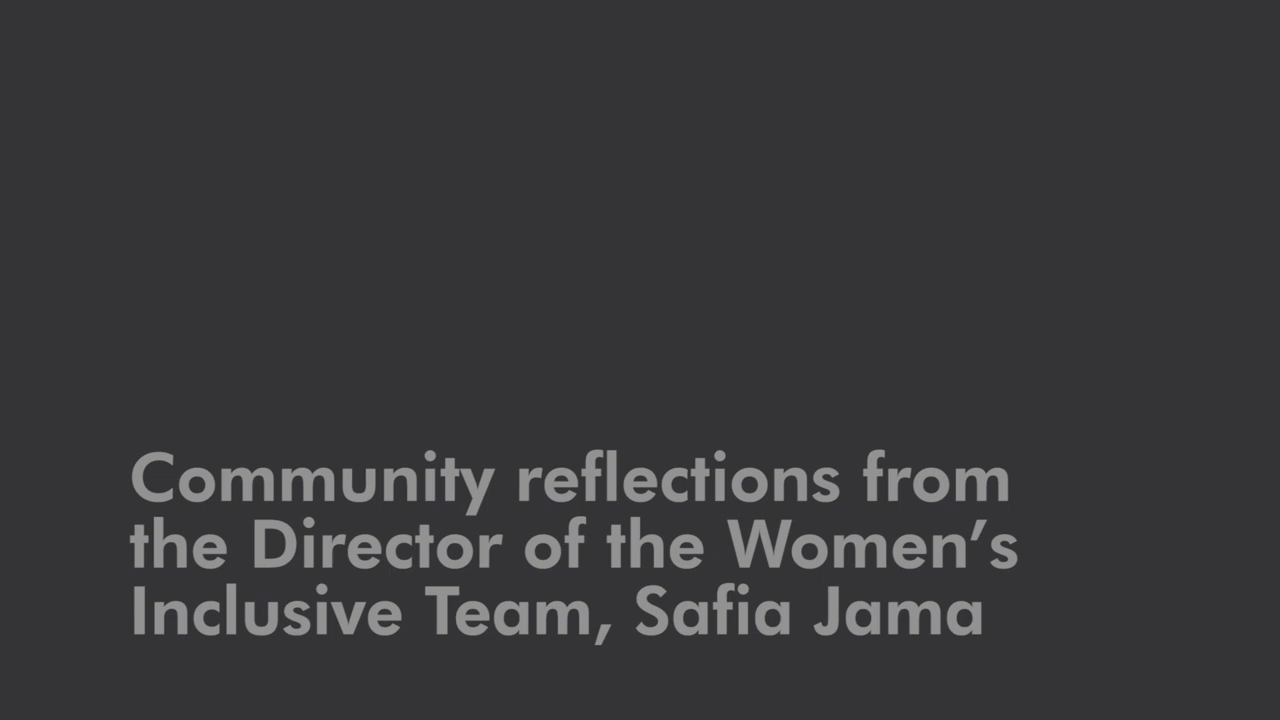 Community reflections from
the Director of the Women’s
Inclusive Team, Safia Jama